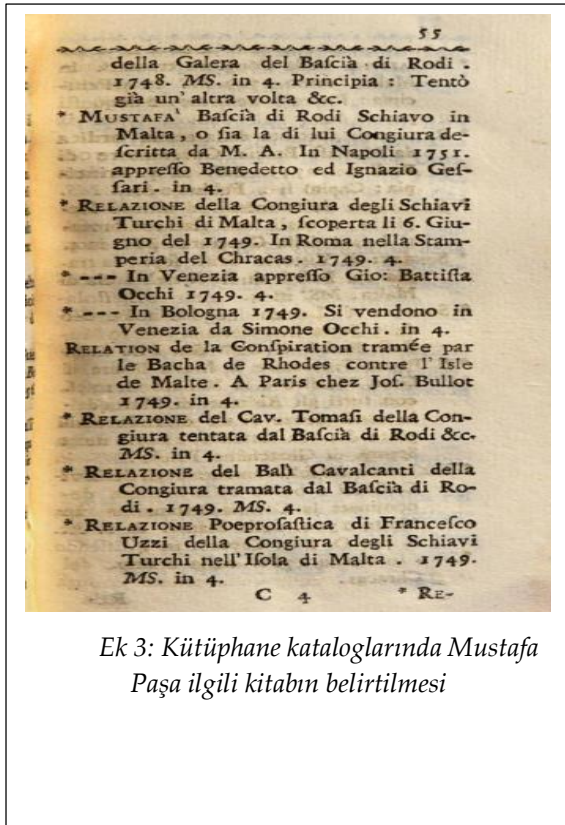 55
della Galera del Baſcià di Rodi .
1748. MS. in 4. Principia : Tentò
già un' altra volta &c.
* MUSTAFA' Baſcià di Rodi Schiavo in
Malta, o ſia la di lui Congiura de-
ſcritta da M. A. In Napoli 1751.
appreſſo Benedetto ed Ignazio Geſ-
ſari. in 4.
* RELAZIONE della Congiura degli Schiavi
Turchi di Malta, ſcoperta li 6. Giu-
gno del 1749. In Roma nella Stam-
peria del Chracas. 1749. 4.
* --- In Venezia appreſſo Gio: Battiſta
Occhi 1749. 4.
* --- In Bologna 1749. Si vendono in
Venezia da Simone Occhi. in 4.
RELATION de la Conſpiration tramée par
le Bacha de Rhodes contre l'Isle
de Malte. A Paris chez Joſ. Bullot
1749. in 4.
* RELAZIONE del Cav. Tomaſi della Con-
giura tentata dal Baſcià di Rodi &c.
MS. in 4.
* RELAZIONE del Balì Cavalcanti della
Congiura tramata dal Baſcià di Ro-
di . 1749. MS. 4.
* RELAZIONE Poeproſaſtica di Franceſco
Uzzi della Congiura degli Schiavi
Turchi nell'Iſola di Malta . 1749.
MS. in 4.
C 4 * RE-
Ek 3: Kütüphane kataloglarında Mustafa
Paşa ilgili kitabın belirtilmesi